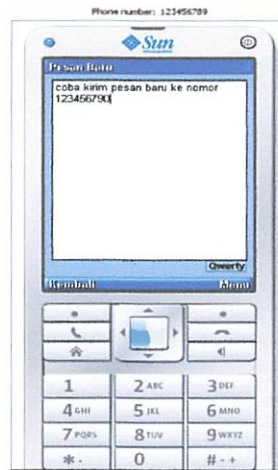 Phone number: 123456789
Sun
Pesan Baru
coba kirim pesan baru ke nomor
123456790
Qwerty
Kembali Menu
1 2 ABC 3 DEF
4 GHI 5 JKL 6 MNO
7 PQRS 8 TUV 9 WXYZ
* . 0 # - +